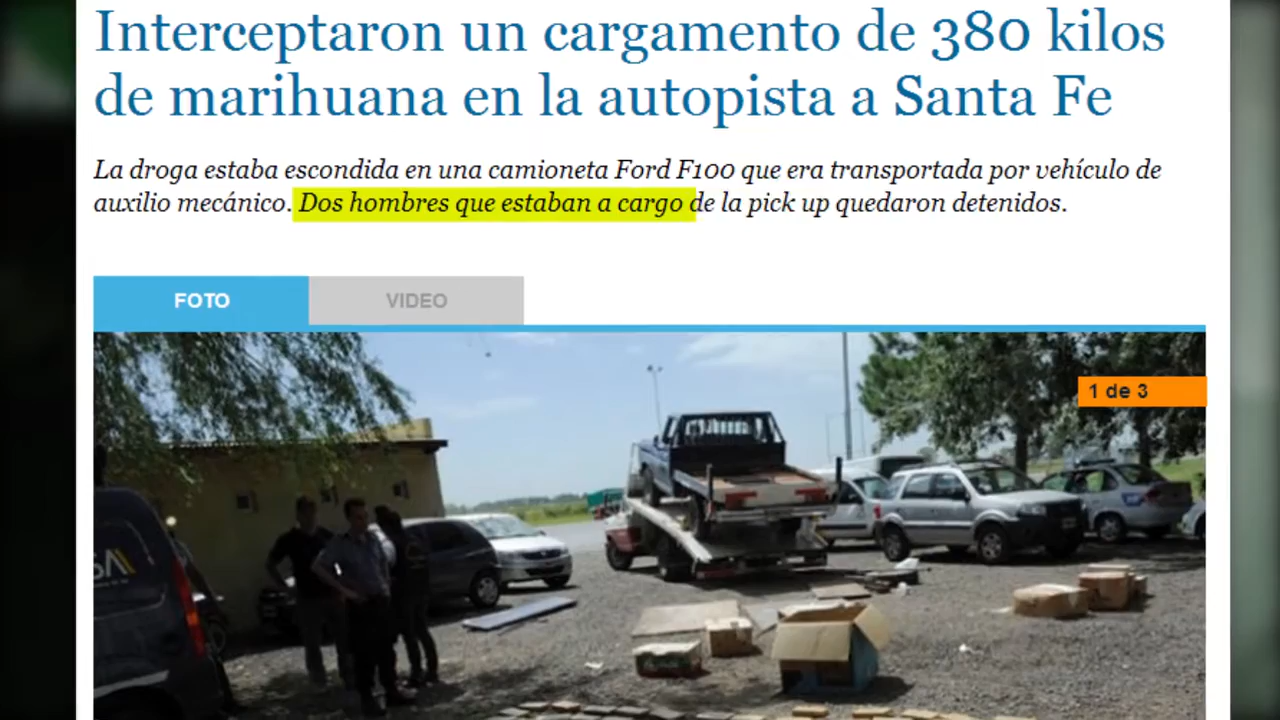 Interceptaron un cargamento de 380 kilos
de marihuana en la autopista a Santa Fe
La droga estaba escondida en una camioneta Ford F100 que era transportada por vehículo de
auxilio mecánico. Dos hombres que estaban a cargo de la pick up quedaron detenidos.
FOTO VIDEO
1 de 3